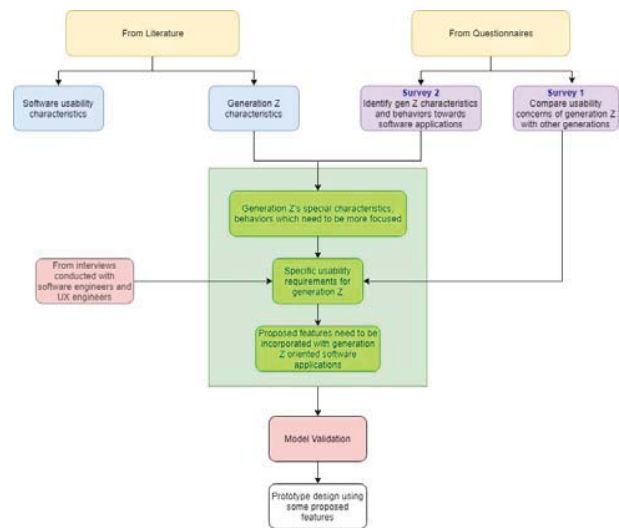 From Literature
From Questionnaires
Software usability
characteristics
Generation Z
characteristics
Survey 2
Identify gen Z characteristics
and behaviors towards
software applications
Survey 1
Compare usability
concerns of generation Z
with other generations
Generation Z's special characteristics,
behaviors which need to be more focused
From interviews
conducted with
software engineers and
UX engineers
Specific usability
requirements for
generation Z
Proposed features need to be
incorporated with generation
Z oriented software
applications
Model Validation
Prototype design using
some proposed
features